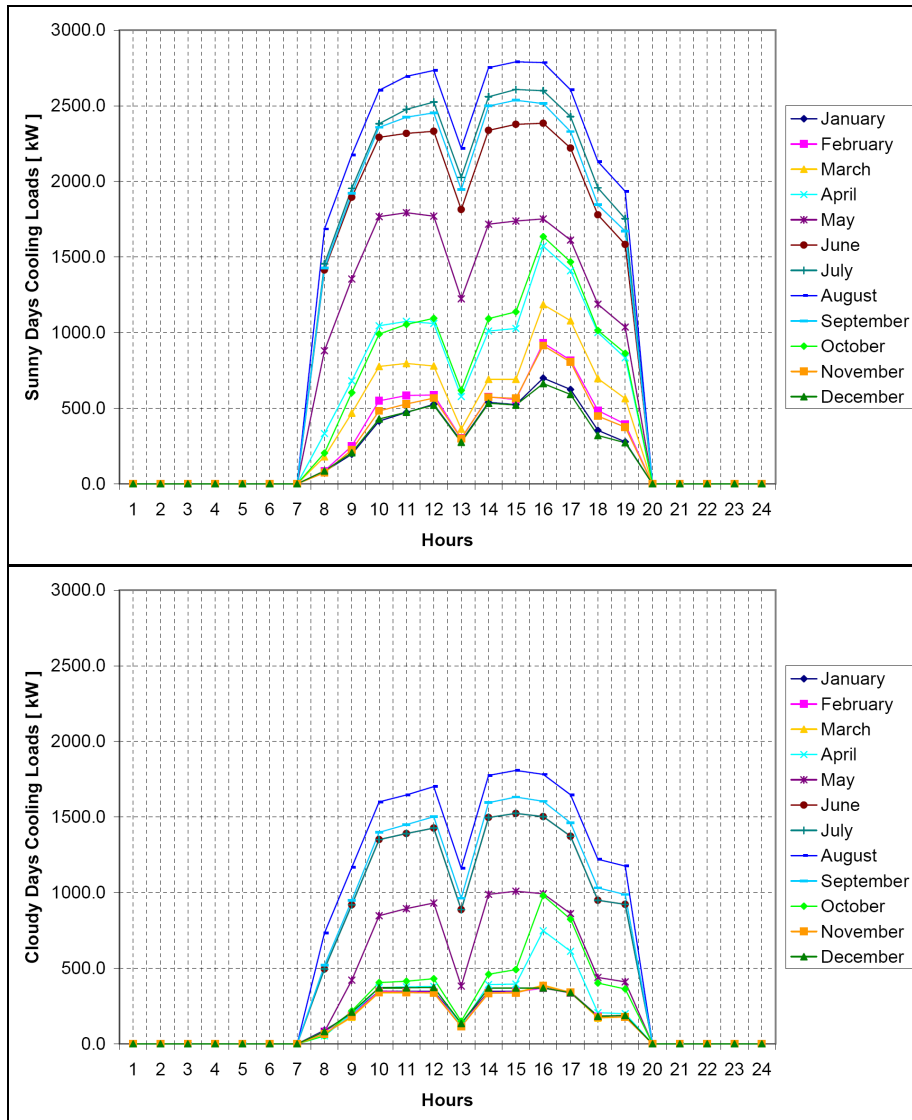 Sunny Days Cooling Loads [ kW ]
3000.0
2500.0
2000.0
1500.0
1000.0
500.0
0.0
1 2 3 4 5 6 7 8 9 10 11 12 13 14 15 16 17 18 19 20 21 22 23 24
Hours
January
February
March
April
May
June
July
August
September
October
November
December
Cloudy Days Cooling Loads [ kW ]
3000.0
2500.0
2000.0
1500.0
1000.0
500.0
0.0
1 2 3 4 5 6 7 8 9 10 11 12 13 14 15 16 17 18 19 20 21 22 23 24
Hours
January
February
March
April
May
June
July
August
September
October
November
December